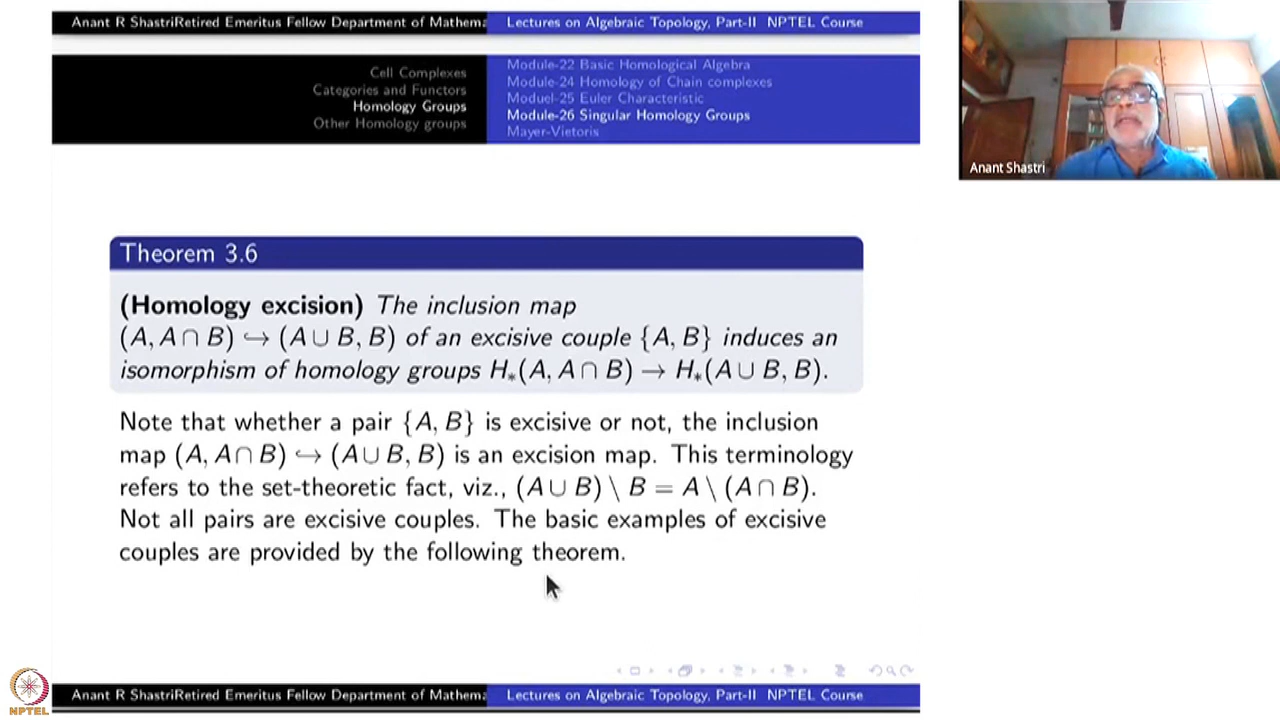 Anant R ShastriRetired Emeritus Fellow Department of Mathema
Lectures on Algebraic Topology, Part-II NPTEL Course
Cell Complexes
Categories and Functors
Homology Groups
Other Homology groups
Module-22 Basic Homological Algebra
Module-24 Homology of Chain complexes
Moduel-25 Euler Characteristic
Module-26 Singular Homology Groups
Mayer-Vietoris
Anant Shastri
Theorem 3.6
(Homology excision) The inclusion map
(A, A ∩ B) ↪ (A ∪ B, B) of an excisive couple {A, B} induces an
isomorphism of homology groups H∗(A, A ∩ B) → H∗(A ∪ B, B).
Note that whether a pair {A, B} is excisive or not, the inclusion
map (A, A ∩ B) ↪ (A ∪ B, B) is an excision map. This terminology
refers to the set-theoretic fact, viz., (A ∪ B) \ B = A \ (A ∩ B).
Not all pairs are excisive couples. The basic examples of excisive
couples are provided by the following theorem.
NPTEL
Anant R ShastriRetired Emeritus Fellow Department of Mathema
Lectures on Algebraic Topology, Part-II NPTEL Course